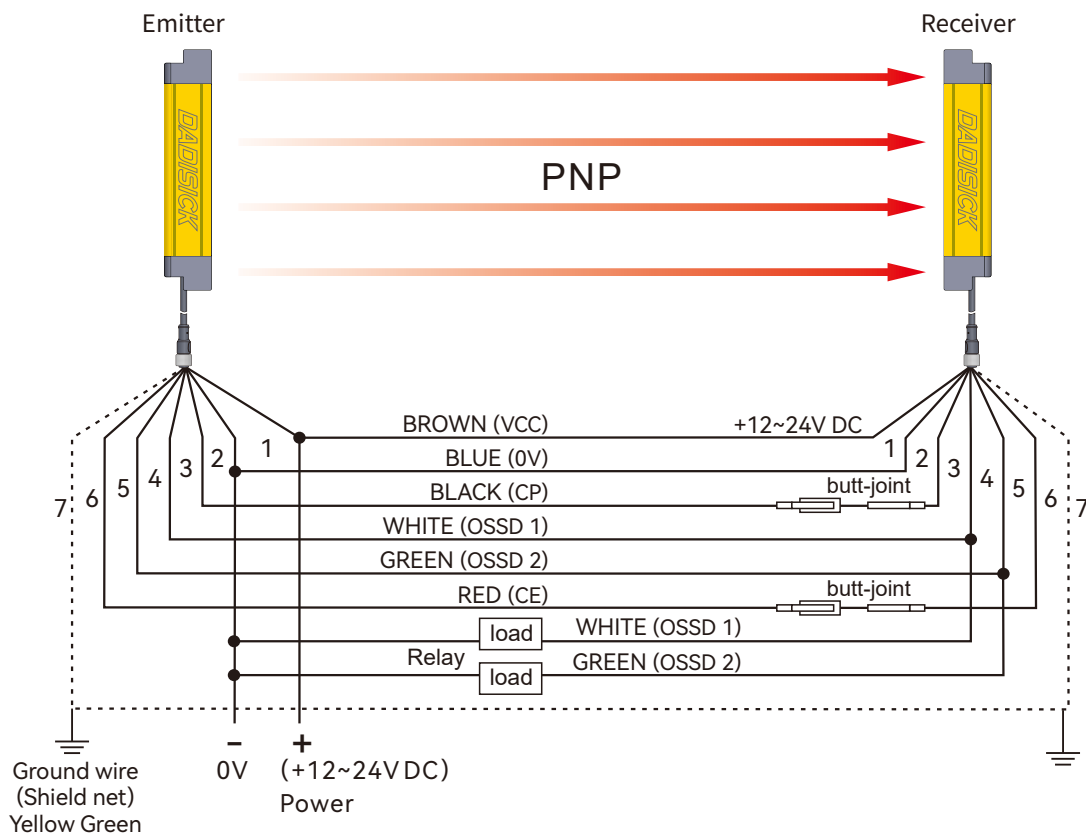 Emitter
Receiver
DADISICK
DADISICK
PNP
BROWN (VCC)
+12~24V DC
1
1
BLUE (0V)
2
2
BLACK (CP)
butt-joint
3
3
WHITE (OSSD 1)
4
4
GREEN (OSSD 2)
5
5
RED (CE)
butt-joint
6
6
7
7
load
WHITE (OSSD 1)
Relay
load
GREEN (OSSD 2)
- +
0V
(+12~24V DC)
Power
Ground wire
(Shield net)
Yellow Green